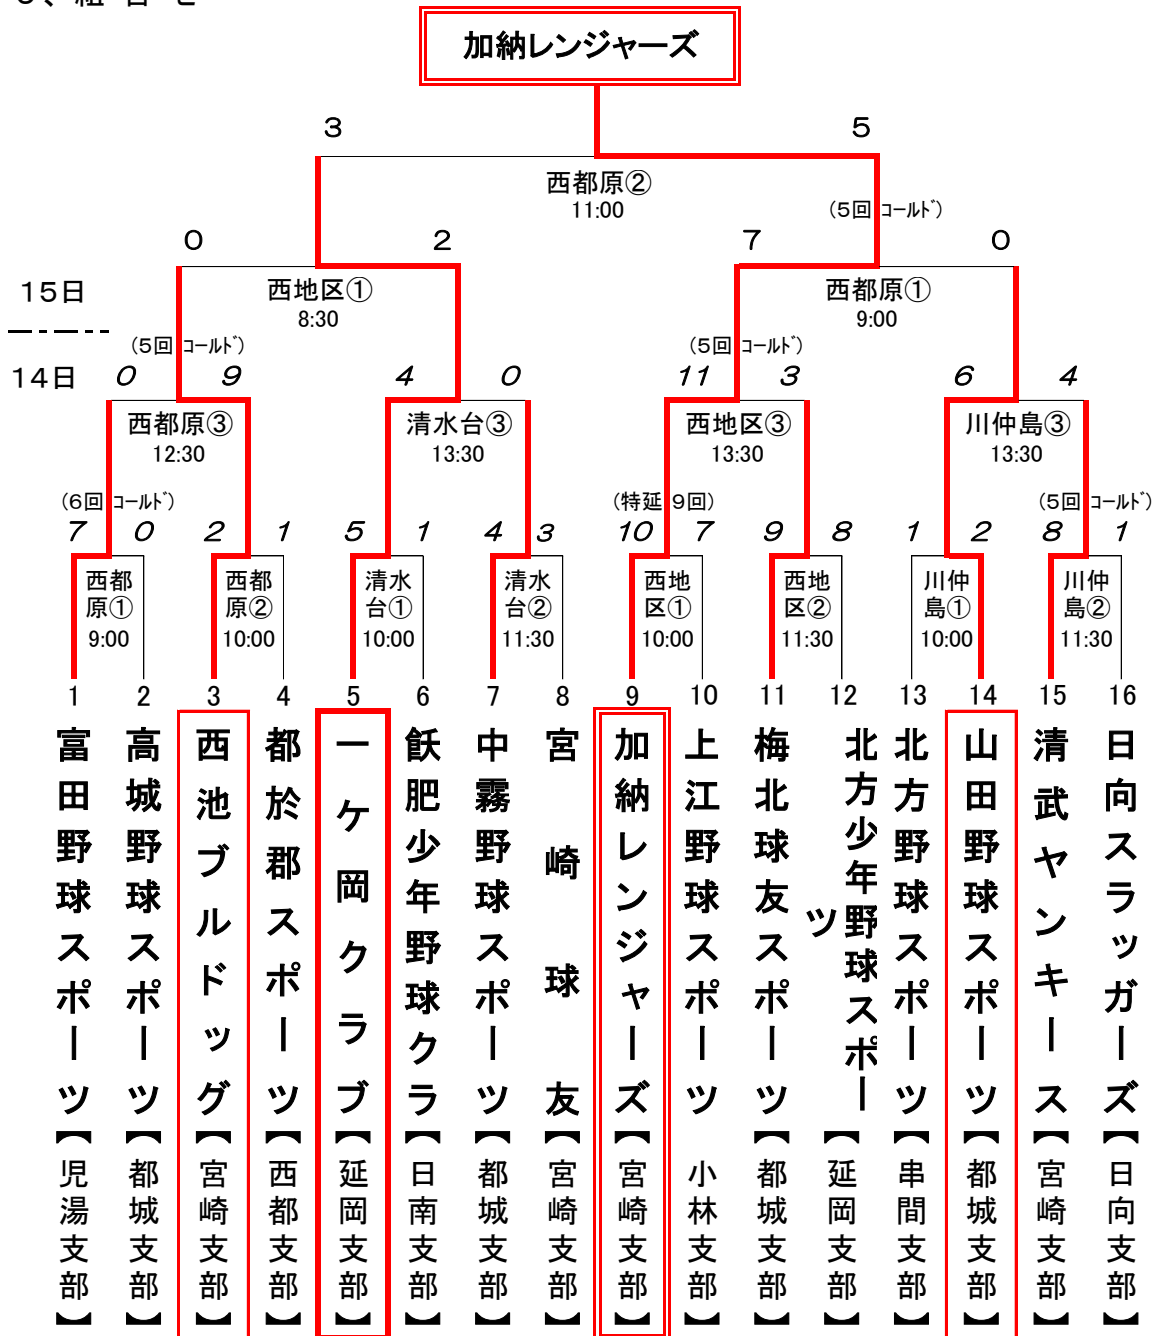 加納レンジャーズ
3 5
西都原②
11:00
(5回コールド)
0 2 7 0
15日
西地区①
8:30
西都原①
9:00
(5回コールド) (5回コールド)
14日
0 9 4 0 11 3 6 4
西都原③
12:30
清水台③
13:30
西地区③
13:30
川仲島③
13:30
(6回コールド) (特延 9回) (5回コールド)
7 0 2 1 5 1 4 3 10 7 9 8 1 2 8 1
西都原①
9:00
西都原②
10:00
清水台①
10:00
清水台②
11:30
西地区①
10:00
西地区②
11:30
川仲島①
10:00
川仲島②
11:30
1 富田野球スポーツ【児湯支部】
2 高城野球スポーツ【都城支部】
3 西池ブルドッグ【宮崎支部】
4 都於郡スポーツ【西都支部】
5 一ケ岡クラブ【延岡支部】
6 飫肥少年野球クラ【日南支部】
7 中霧野球スポーツ【都城支部】
8 宮崎球友【宮崎支部】
9 加納レンジャーズ【宮崎支部】
10 上江野球スポーツ 小林支部
11 梅北球友スポーツ【都城支部】
12 北方少年野球スポーツ【延岡支部】
13 北方野球スポーツ【串間支部】
14 山田野球スポーツ【都城支部】
15 清武ヤンキース【宮崎支部】
16 日向スラッガーズ【日向支部】